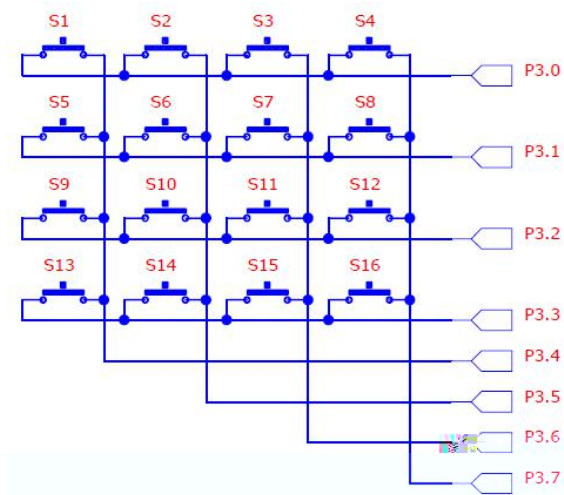 S1 S2 S3 S4
P3.0
S5 S6 S7 S8
P3.1
S9 S10 S11 S12
P3.2
S13 S14 S15 S16
P3.3
P3.4
P3.5
P3.6
P3.7